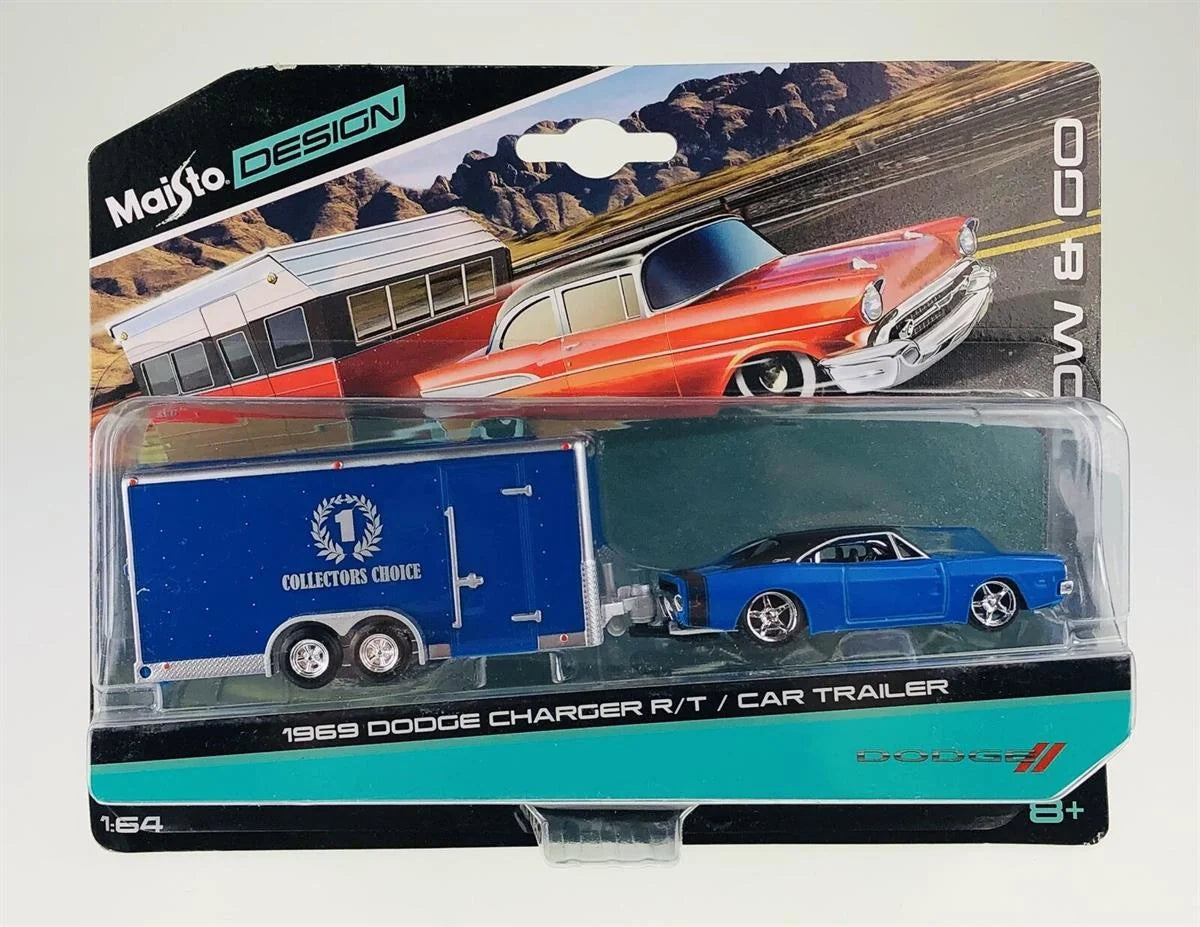 Maisto
DESIGN
TOW & GO
1
COLLECTORS CHOICE
1969 DODGE CHARGER R/T / CAR TRAILER
DODGE
1:64
8+